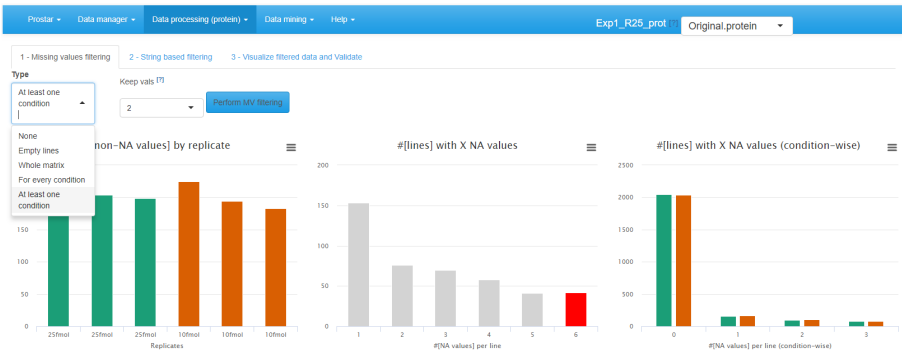 Prostar Data manager Data processing (protein) Data mining Help Exp1_R25_prot [?] Original.protein
1 - Missing values filtering 2 - String based filtering 3 - Visualize filtered data and Validate
Type
At least one
condition
Keep vals [?]
2
Perform MV filtering
None
Empty lines
Whole matrix
For every condition
At least one
condition
non-NA values] by replicate
150
100
50
0
25fmol 25fmol 25fmol 10fmol 10fmol 10fmol
Replicates
#[lines] with X NA values
200
150
100
50
0
1 2 3 4 5 6
#[NA values] per line
#[lines] with X NA values (condition-wise)
2500
2000
1500
1000
500
0
0 1 2 3
#[NA values] per line (condition-wise)